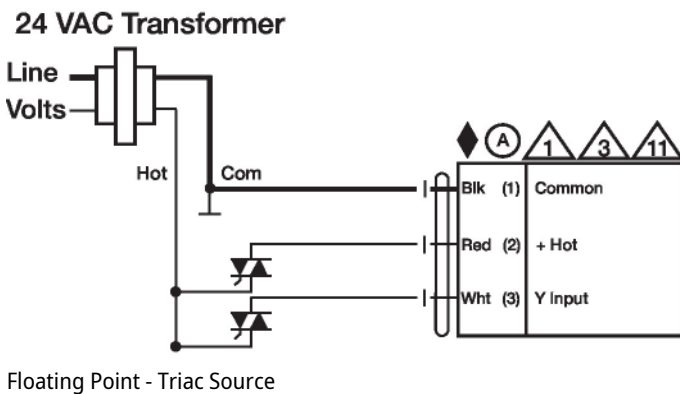 24 VAC Transformer
Line
Volts
Hot
Com
A
1
3
11
Blk (1) Common
Red (2) + Hot
Wht (3) Y Input
Floating Point - Triac Source